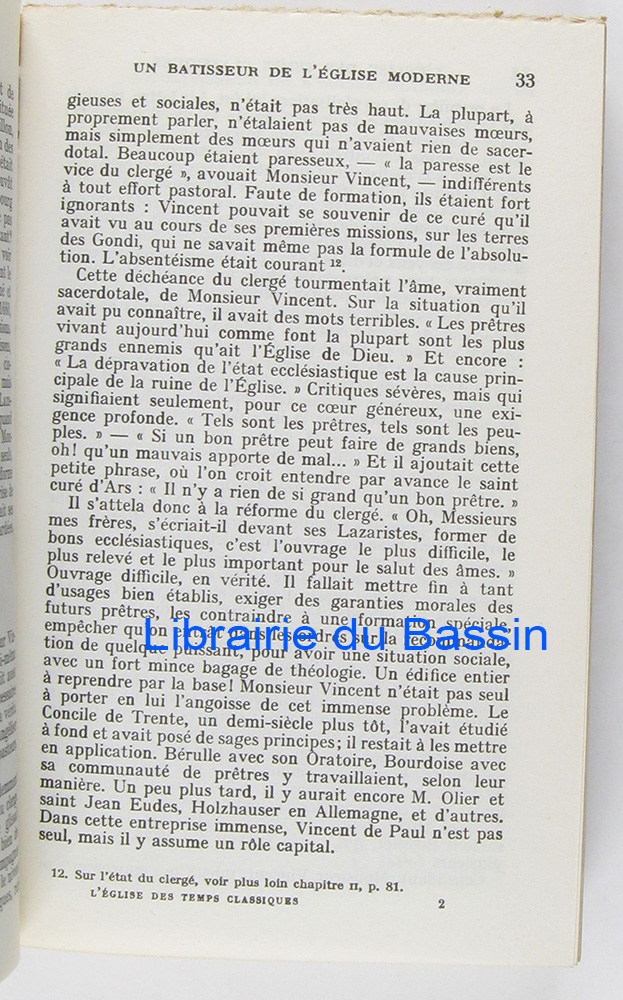 UN BATISSEUR DE L'ÉGLISE MODERNE 33
gieuses et sociales, n'était pas très haut. La plupart, à
proprement parler, n'étalaient pas de mauvaises mœurs,
mais simplement des mœurs qui n'avaient rien de sacer-
dotal. Beaucoup étaient paresseux, — « la paresse est le
vice du clergé », avouait Monsieur Vincent, — indifférents
à tout effort pastoral. Faute de formation, ils étaient fort
ignorants : Vincent pouvait se souvenir de ce curé qu'il
avait vu au cours de ses premières missions, sur les terres
des Gondi, qui ne savait même pas la formule de l'absolu-
tion. L'absentéisme était courant 12.
Cette déchéance du clergé tourmentait l'âme, vraiment
sacerdotale, de Monsieur Vincent. Sur la situation qu'il
avait pu connaître, il avait des mots terribles. « Les prêtres
vivant aujourd'hui comme font la plupart sont les plus
grands ennemis qu'ait l'Église de Dieu. » Et encore :
« La dépravation de l'état ecclésiastique est la cause prin-
cipale de la ruine de l'Église. » Critiques sévères, mais qui
signifiaient seulement, pour ce cœur généreux, une exi-
gence profonde. « Tels sont les prêtres, tels sont les peu-
ples. » — « Si un bon prêtre peut faire de grands biens,
oh! qu'un mauvais apporte de mal... » Et il ajoutait cette
petite phrase, où l'on croit entendre par avance le saint
curé d'Ars : « Il n'y a rien de si grand qu'un bon prêtre. »
Il s'attela donc à la réforme du clergé. « Oh, Messieurs
mes frères, s'écriait-il devant ses Lazaristes, former de
bons ecclésiastiques, c'est l'ouvrage le plus difficile, le
plus relevé et le plus important pour le salut des âmes. »
Ouvrage difficile, en vérité. Il fallait mettre fin à tant
d'usages bien établis, exiger des garanties morales des
futurs prêtres, les contraindre à une formation spéciale,
empêcher qu'on entrât dans les ordres sur la recommanda-
Librairie du Bassin
tion de quelque puissant, pour avoir une situation sociale,
avec un fort mince bagage de théologie. Un édifice entier
à reprendre par la base! Monsieur Vincent n'était pas seul
à porter en lui l'angoisse de cet immense problème. Le
Concile de Trente, un demi-siècle plus tôt, l'avait étudié
à fond et avait posé de sages principes; il restait à les mettre
en application. Bérulle avec son Oratoire, Bourdoise avec
sa communauté de prêtres y travaillaient, selon leur
manière. Un peu plus tard, il y aurait encore M. Olier et
saint Jean Eudes, Holzhauser en Allemagne, et d'autres.
Dans cette entreprise immense, Vincent de Paul n'est pas
seul, mais il y assume un rôle capital.
12. Sur l'état du clergé, voir plus loin chapitre II, p. 81.
L'ÉGLISE DES TEMPS CLASSIQUES 2